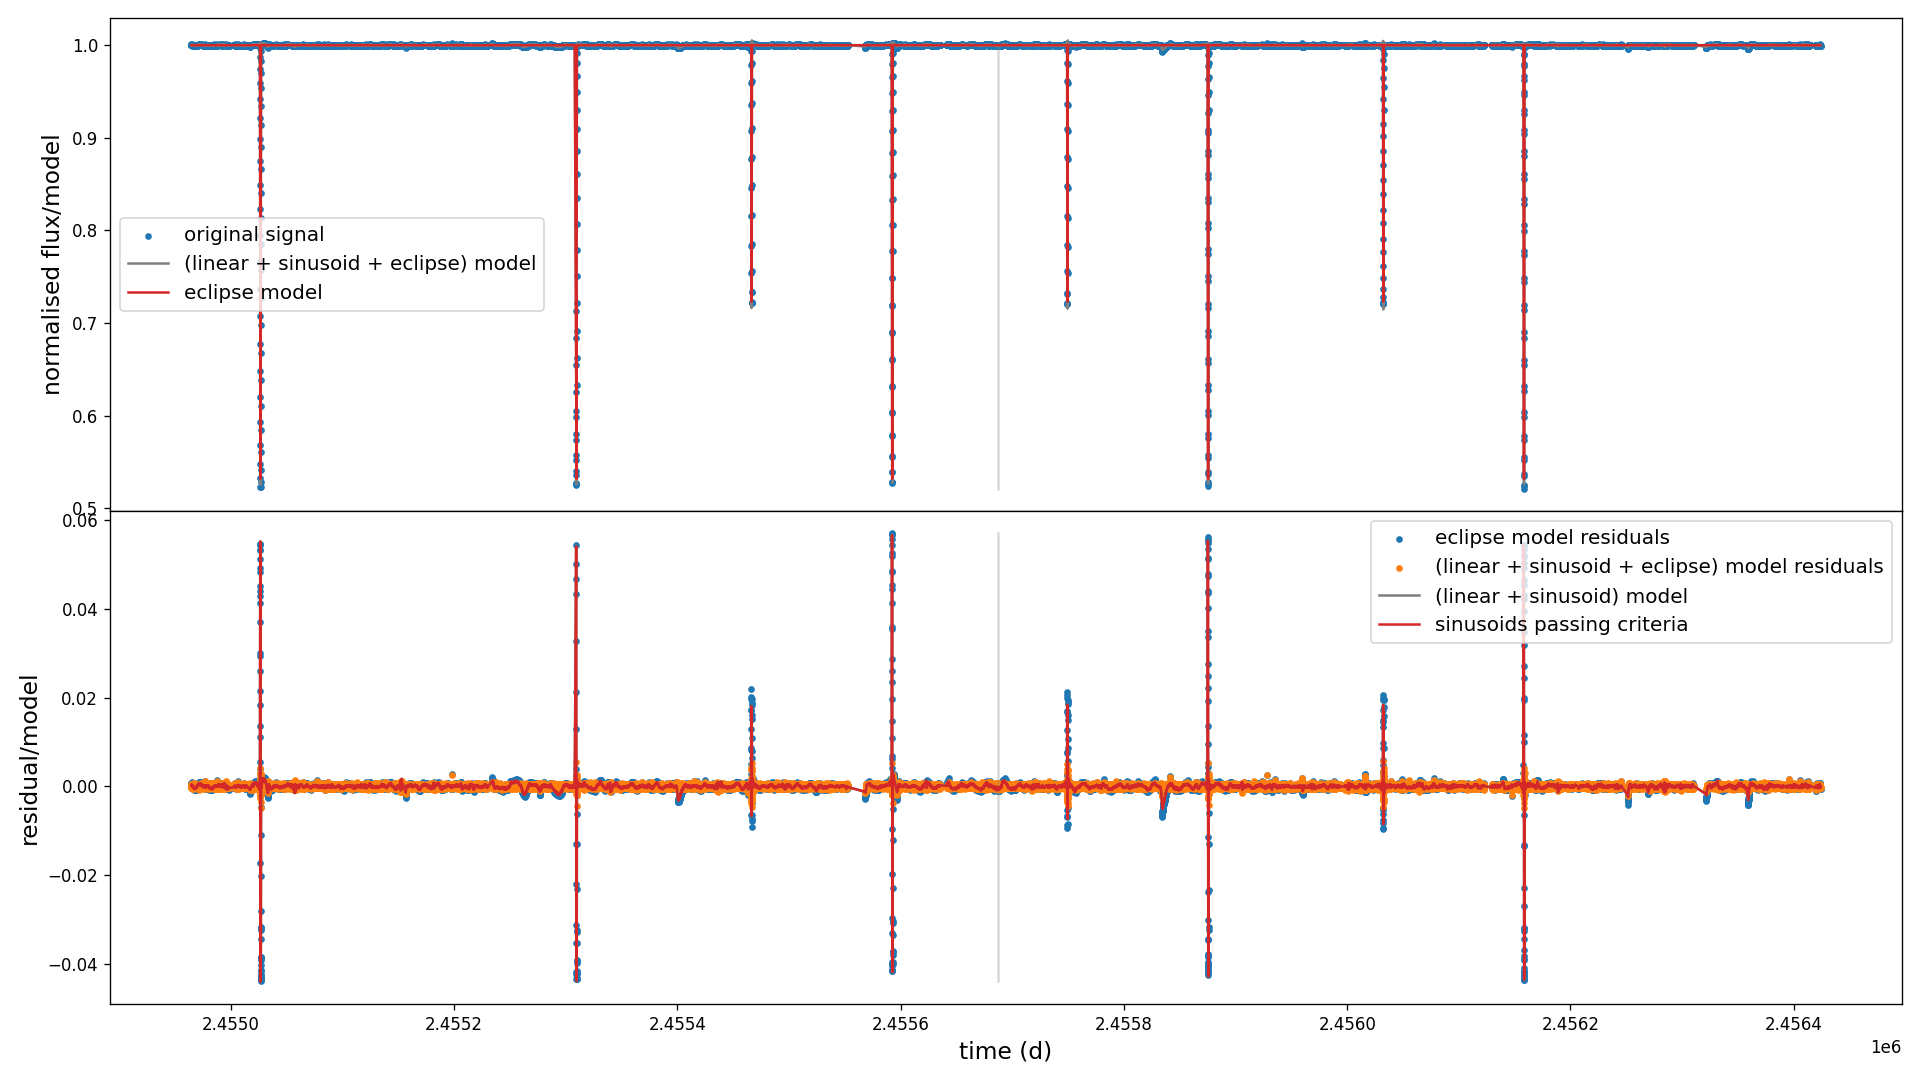 normalised flux/model
1.0
0.9
0.8
0.7
0.6
0.5
original signal
(linear + sinusoid + eclipse) model
eclipse model
residual/model
0.06
0.04
0.02
0.00
−0.02
−0.04
eclipse model residuals
(linear + sinusoid + eclipse) model residuals
(linear + sinusoid) model
sinusoids passing criteria
2.4550 2.4552 2.4554 2.4556 2.4558 2.4560 2.4562 2.4564
1e6
time (d)